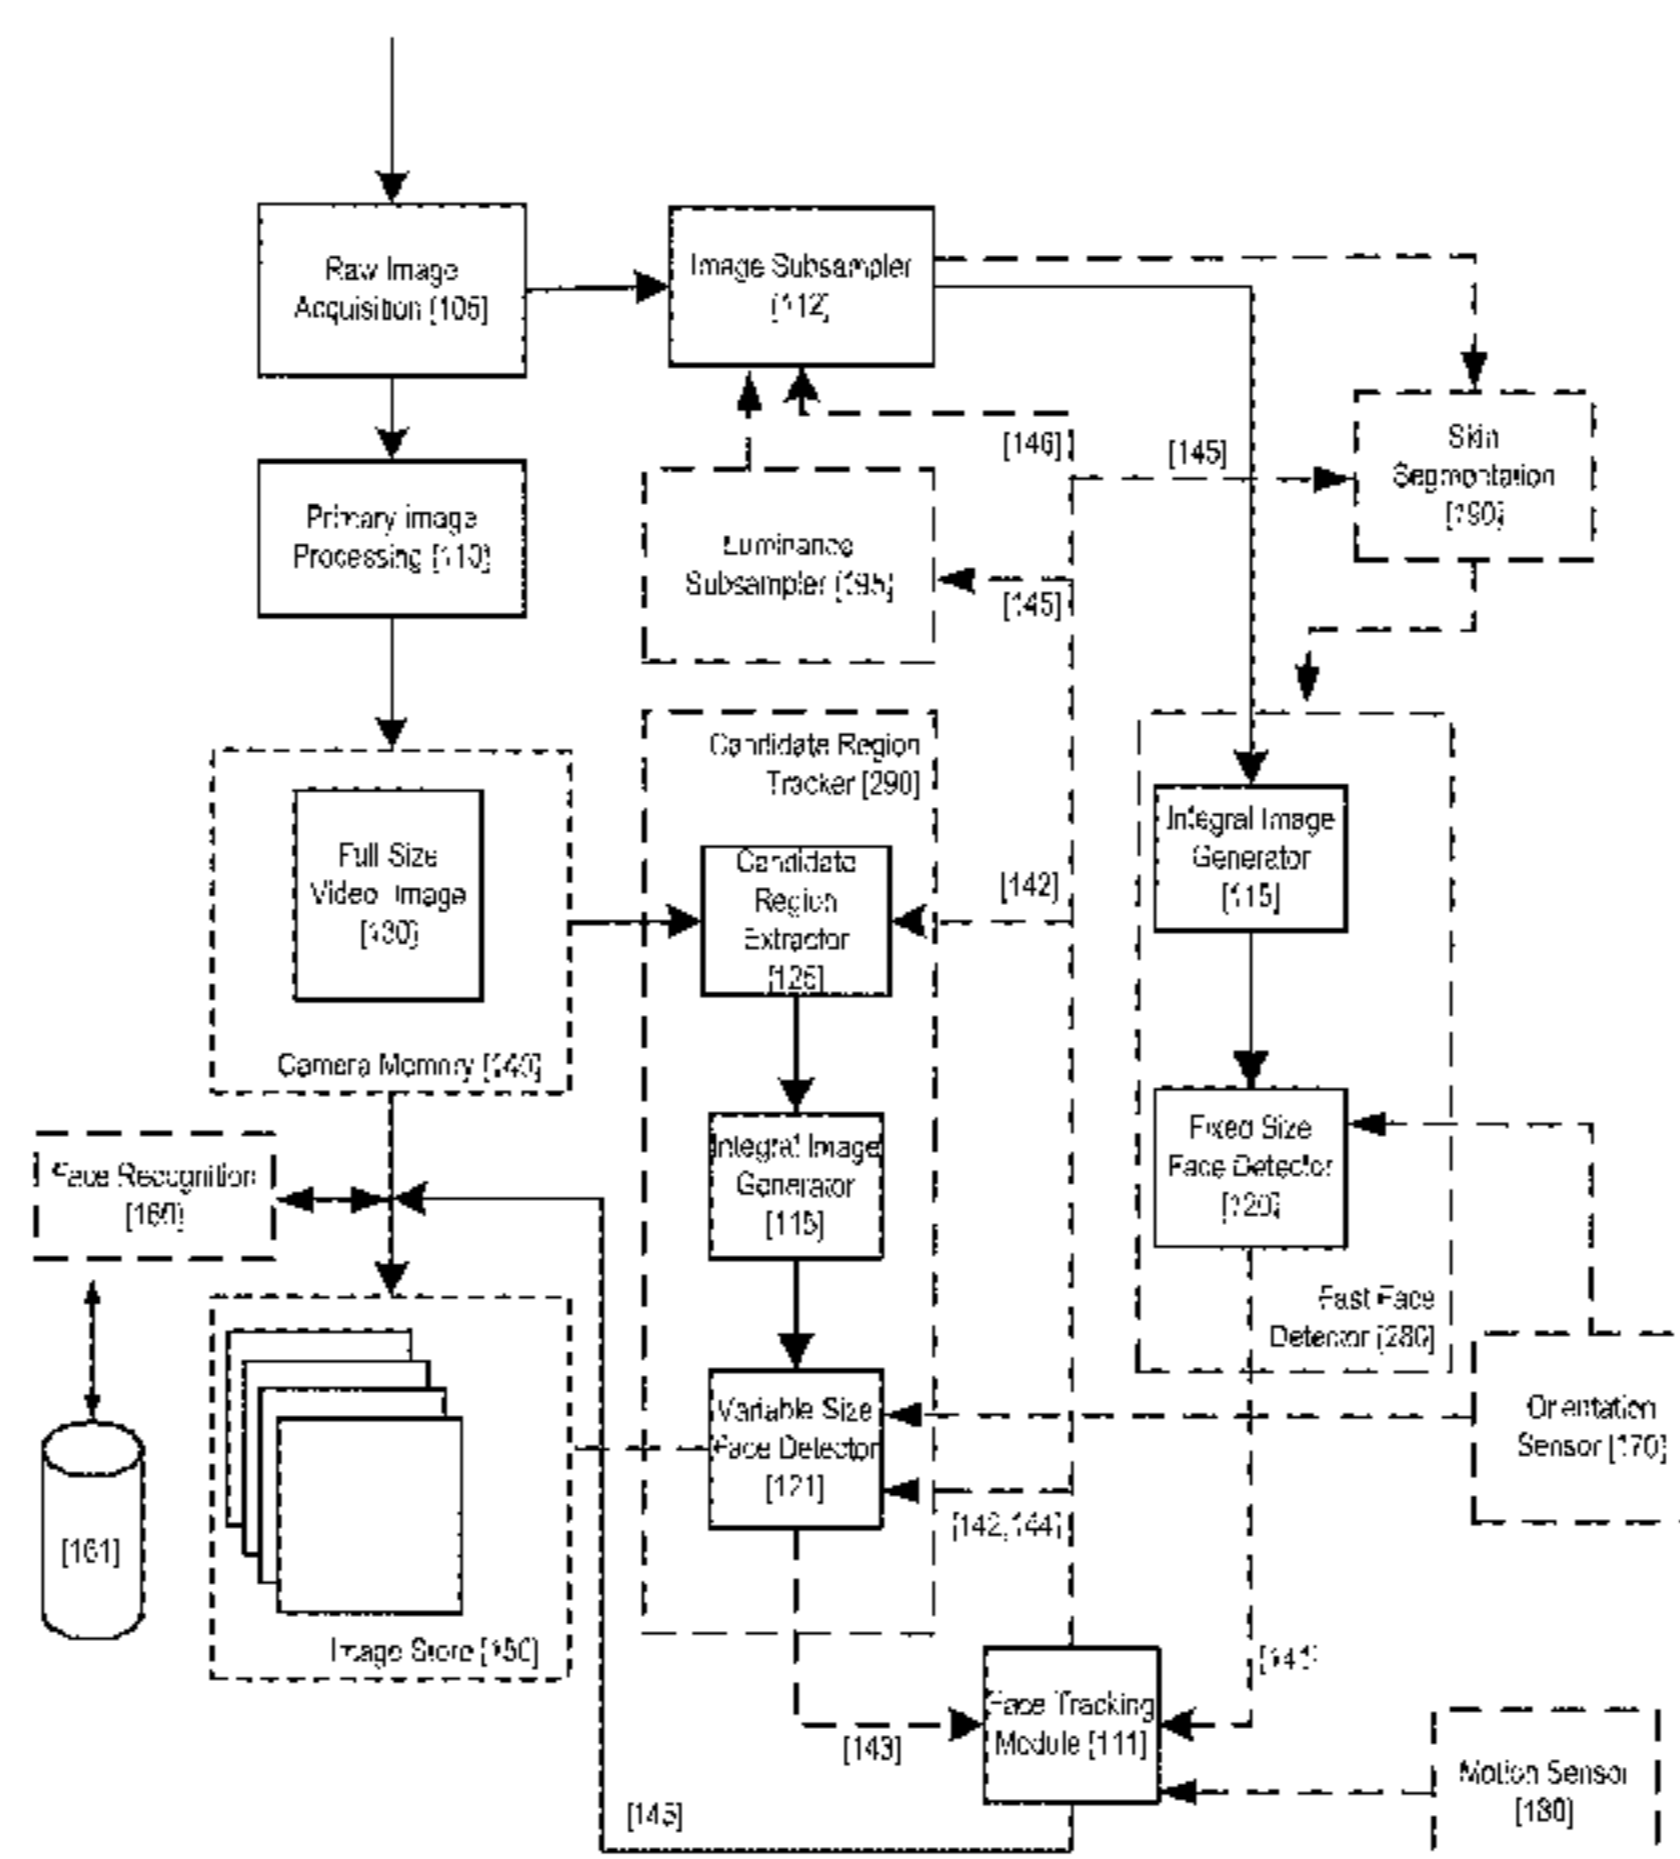 Raw Image
Acquisition [105]
Image Subsampler
[112]
[146]
[145]
Skin
Segmentation
[190]
Primary image
Processing [110]
Luminance
Subsampler [195]
[145]
Candidate Region
Tracker [290]
Full Size
Video Image
[130]
Candidate
Region
Extractor
[125]
[142]
Integral Image
Generator
[115]
Camera Memory [140]
Face Recognition
[160]
Integral Image
Generator
[115]
Fixed Size
Face Detector
[120]
Fast Face
Detector [280]
Variable Size
Face Detector
[121]
Orientation
Sensor [170]
[142,144]
[161]
Image Store [150]
[141]
Face Tracking
Module [111]
[143]
Motion Sensor
[180]